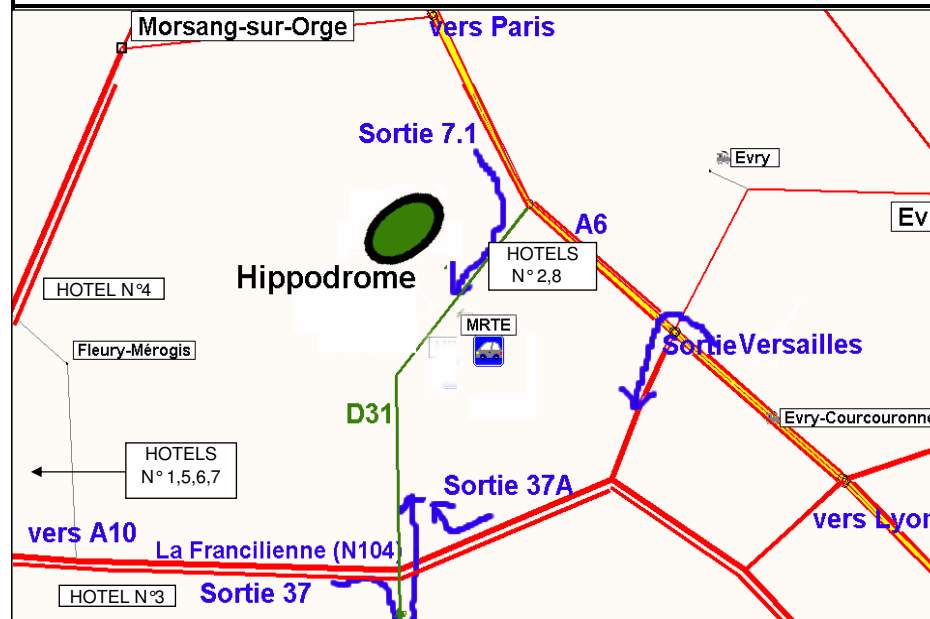 Morsang-sur-Orge
vers Paris
Sortie 7.1
Evry
Ev
A6
HOTELS
N° 2,8
Hippodrome
HOTEL N°4
MRTE
Fleury-Mérogis
Sortie Versailles
D31
Evry-Courcouronne
HOTELS
N° 1,5,6,7
Sortie 37A
vers A10
vers Lyon
La Francilienne (N104)
HOTEL N°3
Sortie 37